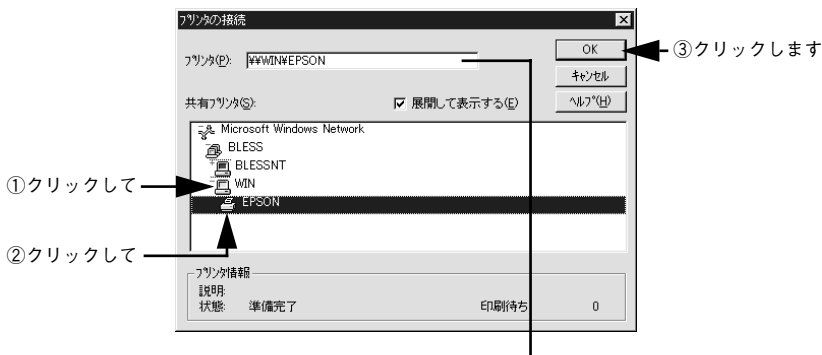 プリンタの接続
プリンタ(P): ¥¥WIN¥EPSON
OK
③クリックします
キャンセル
共有プリンタ(S):
展開して表示する(E)
ヘルプ(H)
Microsoft Windows Network
BLESS
BLESSNT
①クリックして
WIN
EPSON
②クリックして
プリンタ情報
説明:
状態: 準備完了 印刷待ち 0